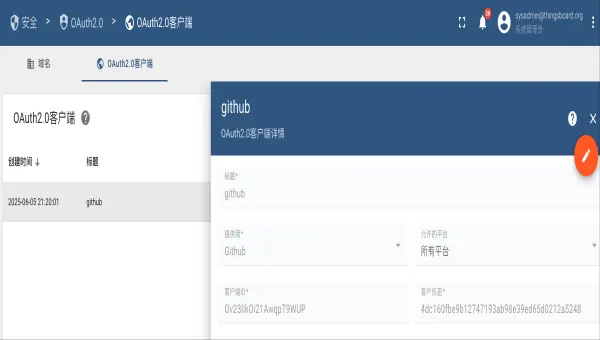 安全 > OAuth2.0 > OAuth2.0客户端
sysadmin@thingsboard.org
系统管理员
域名
OAuth2.0客户端
OAuth2.0客户端
创建时间 标题
2025-06-05 21:20:01 github
github
OAuth2.0客户端详情
标题*
github
提供商*
Github
允许的平台
所有平台
客户端ID*
Ov23likOi21AwqpT9WUP
客户机密*
4dc160fbe9b12747193ab98e39ed65d0212a5248